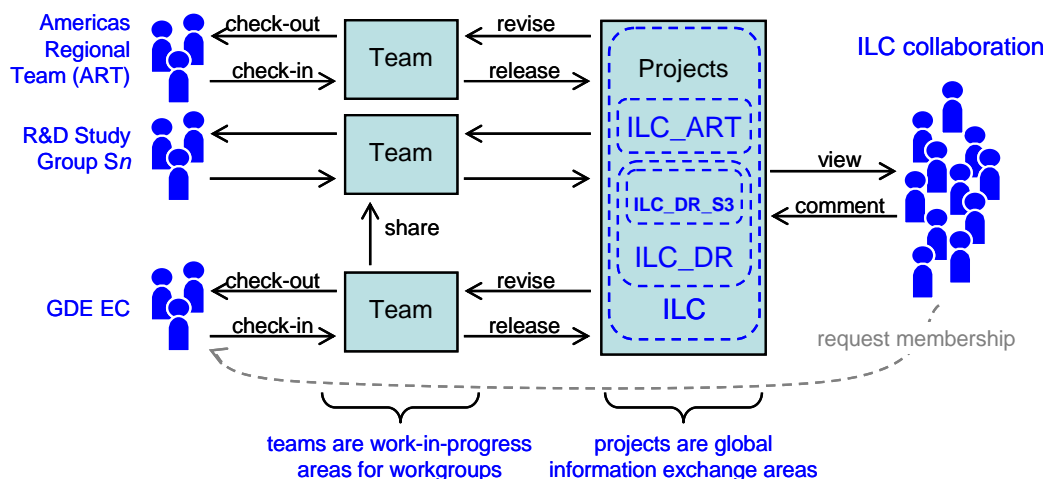 Americas
Regional
Team (ART)
check-out
check-in
Team
revise
release
Projects
ILC_ART
ILC_DR_S3
ILC_DR
ILC
ILC collaboration
view
comment
R&D Study
Group Sn
Team
share
GDE EC
check-out
check-in
Team
revise
release
request membership
teams are work-in-progress
areas for workgroups
projects are global
information exchange areas